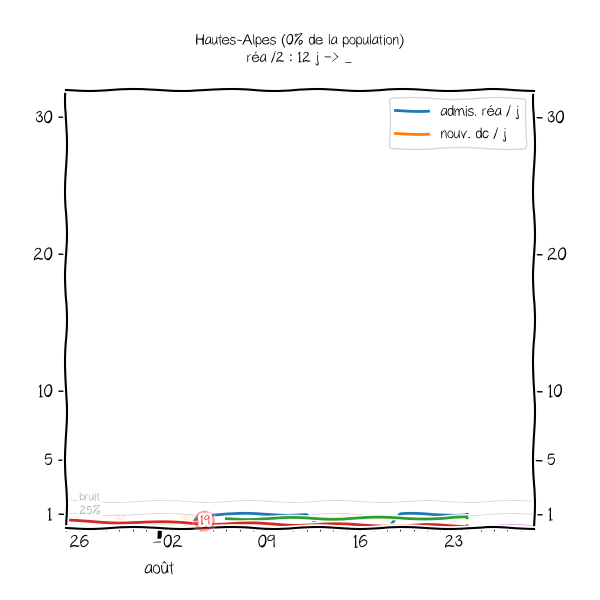 Hautes-Alpes (0% de la population)
réa /2 : 12 j -> _
admis. réa / j
nouv. dc / j
30
30
20
20
10
10
5
5
bruit
25%
1
1
19
26
02
09
16
23
août